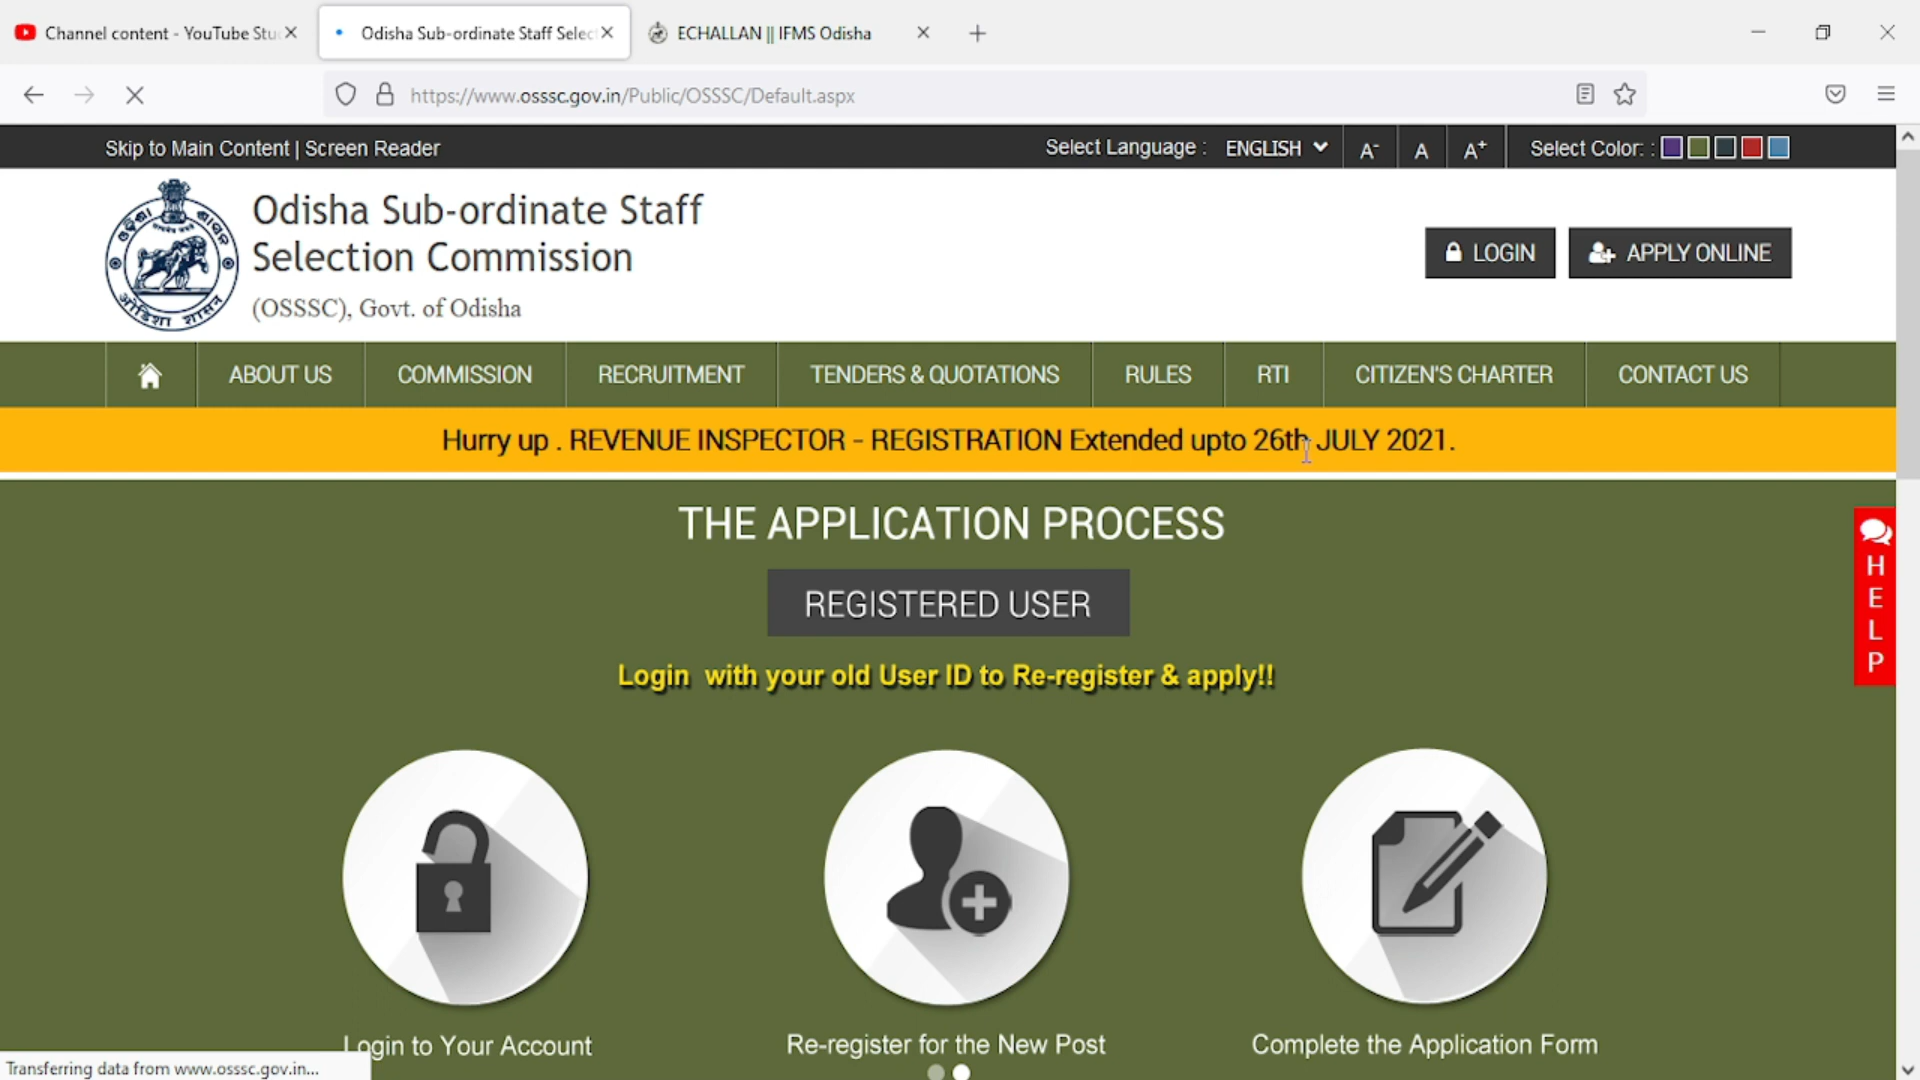 Channel content - YouTube Stu
Odisha Sub-ordinate Staff Selec
ECHALLAN || IFMS Odisha
https://www.osssc.gov.in/Public/OSSSC/Default.aspx
Skip to Main Content | Screen Reader
Select Language :
ENGLISH
A-
A
A+
Select Color: :
Odisha Sub-ordinate Staff
Selection Commission
(OSSSC), Govt. of Odisha
LOGIN
APPLY ONLINE
ABOUT US
COMMISSION
RECRUITMENT
TENDERS & QUOTATIONS
RULES
RTI
CITIZEN'S CHARTER
CONTACT US
Hurry up . REVENUE INSPECTOR - REGISTRATION Extended upto 26th JULY 2021.
THE APPLICATION PROCESS
REGISTERED USER
Login with your old User ID to Re-register & apply!!
HELP
Login to Your Account
Re-register for the New Post
Complete the Application Form
Transferring data from www.osssc.gov.in...